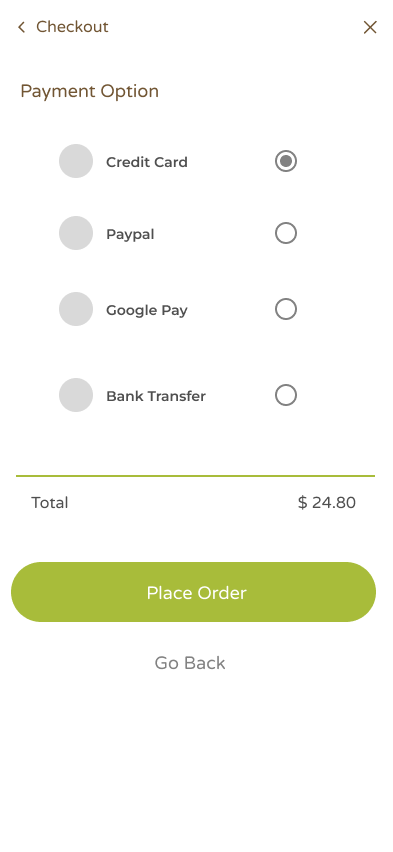 Checkout
Payment Option
Credit Card
Paypal
Google Pay
Bank Transfer
Total $ 24.80
Place Order
Go Back